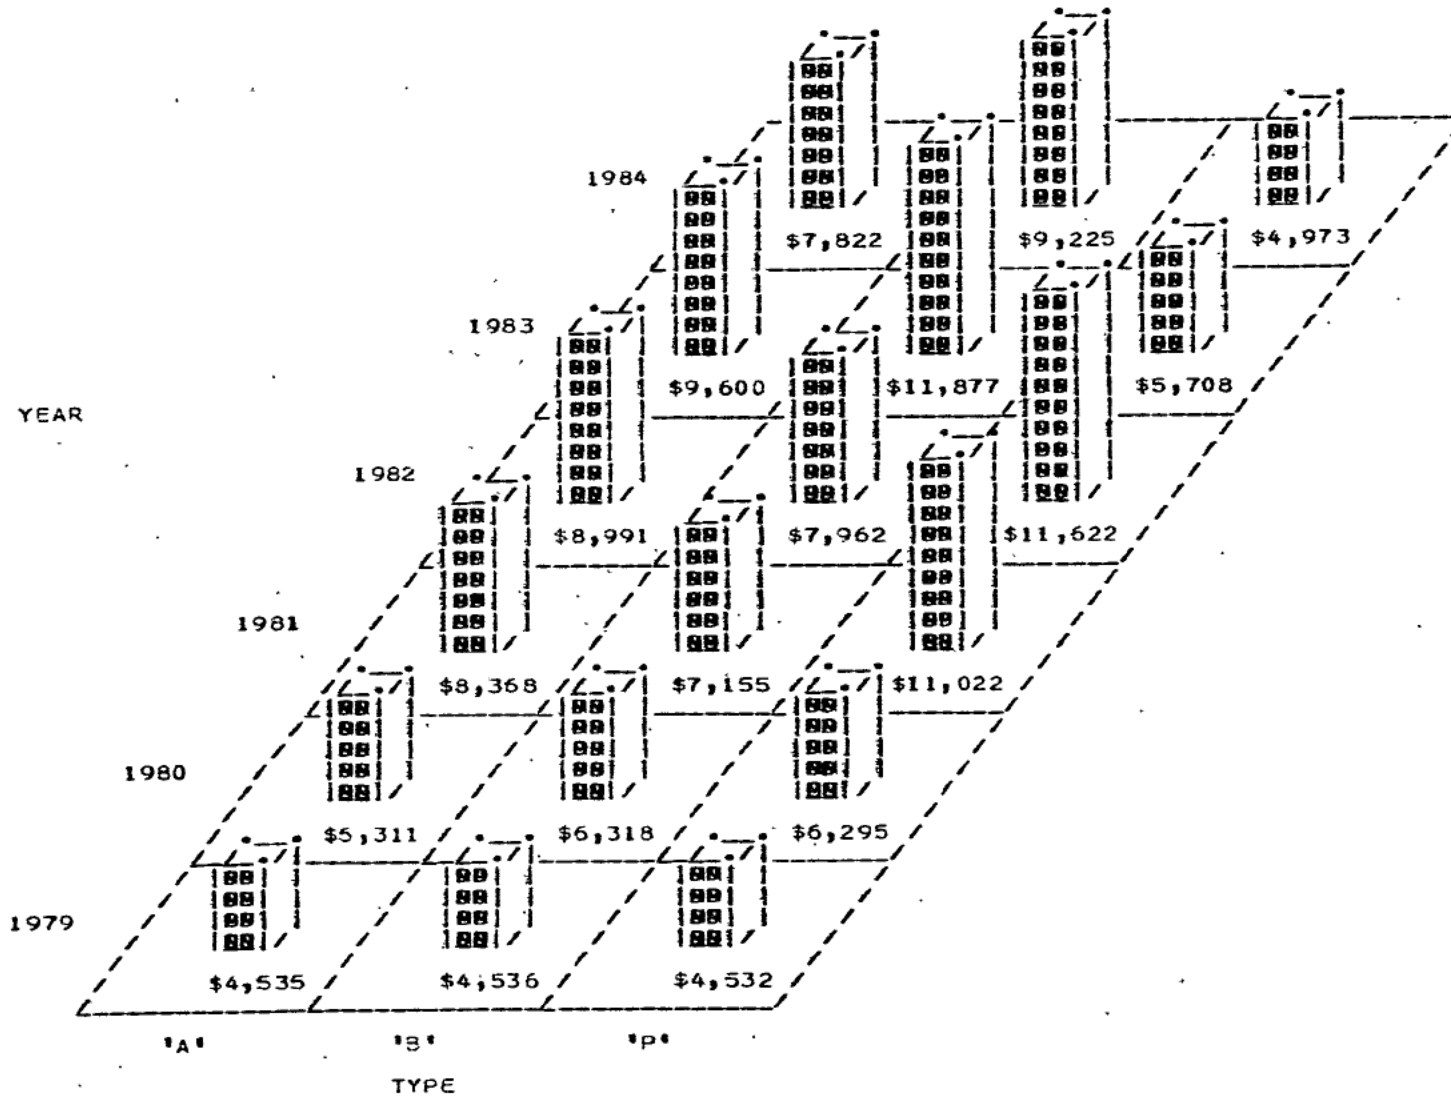 1984
$7,822 $9,225 $4,973
1983
$9,600 $11,877 $5,708
YEAR
1982
$8,991 $7,962 $11,622
1981
$8,368 $7,155 $11,022
1980
$5,311 $6,318 $6,295
1979
$4,535 $4,536 $4,532
'A' 'B' 'P'
TYPE